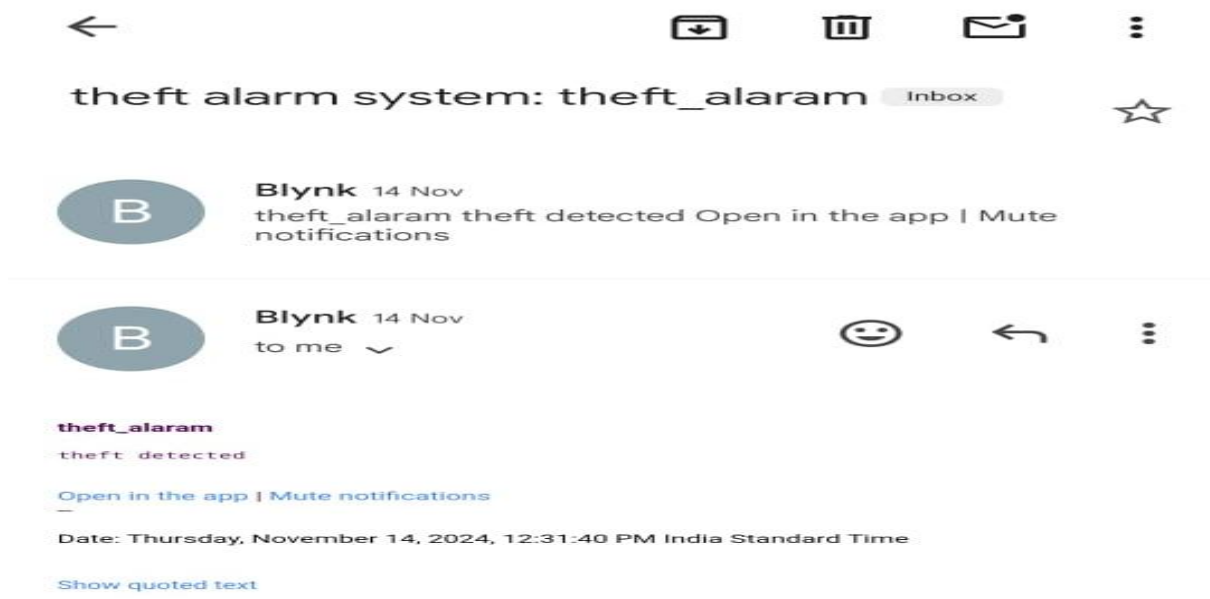 theft alarm system: theft_alaram Inbox
B
Blynk 14 Nov
theft_alaram theft detected Open in the app | Mute
notifications
B
Blynk 14 Nov
to me
theft_alaram
theft detected
Open in the app | Mute notifications
Date: Thursday, November 14, 2024, 12:31:40 PM India Standard Time
Show quoted text